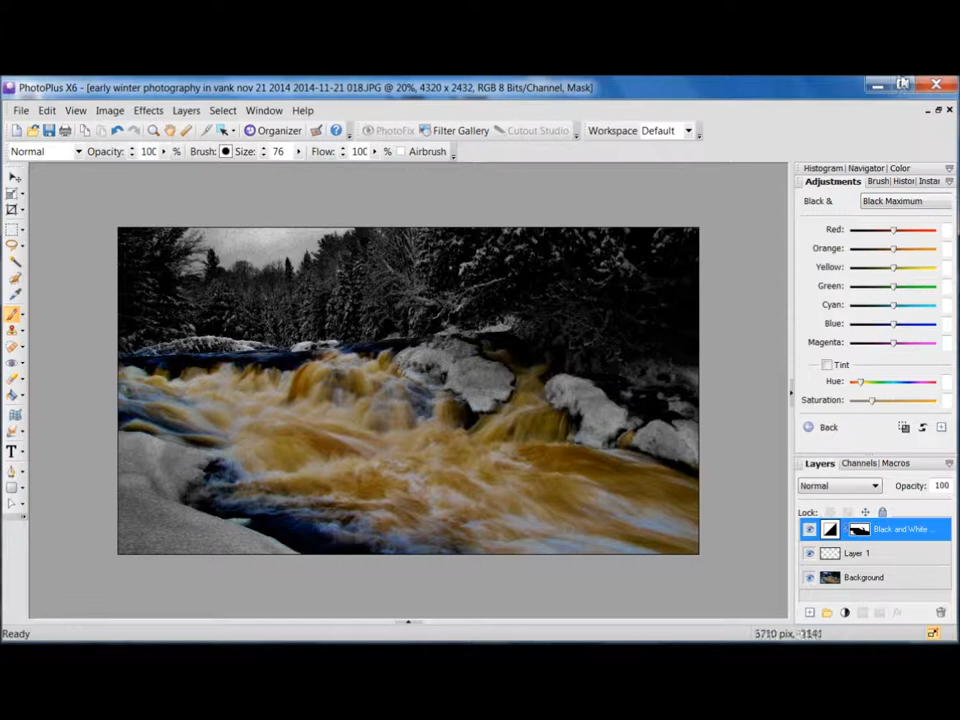 PhotoPlus X6 - [early winter photography in vank nov 21 2014 2014-11-21 018.JPG @ 20%, 4320 x 2432, RGB 8 Bits/Channel, Mask]
File Edit View Image Effects Layers Select Window Help
Organizer PhotoFix Filter Gallery Cutout Studio Workspace Default
Normal Opacity: 100 % Brush: Size: 76 Flow: 100 % Airbrush
Histogram Navigator Color
Adjustments Brush Histor Instar
Black & Black Maximum
Red:
Orange:
Yellow:
Green:
Cyan:
Blue:
Magenta:
Tint
Hue:
Saturation:
Back
Layers Channels Macros
Normal Opacity: 100
Lock:
Black and White ...
Layer 1
Background
T
Ready